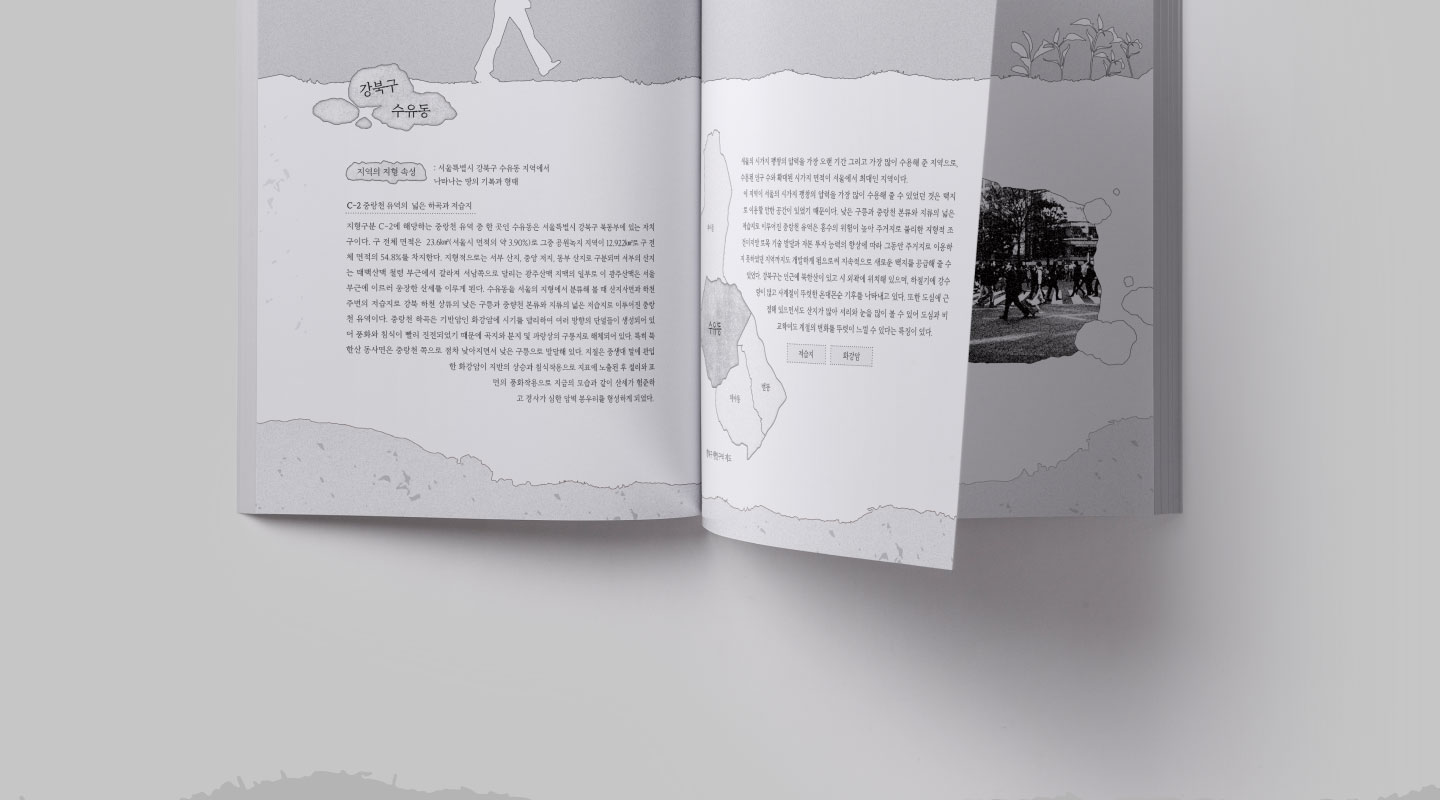 강북구
수유동
지역의 지형 속성
: 서울특별시 강북구 수유동 지역에서
나타나는 땅의 기록과 형태
C-2 중랑천 유역의 넓은 하곡과 저습지
지형구분 C-2에 해당하는 중랑천 유역 중 한 곳인 수유동은 서울특별시 강북구 북동부에 있는 자치
구이다. 구 전체 면적은 23.6㎢(서울시 면적의 약 3.90%)로 그중 공원녹지 지역이 12.922㎢로 구 전
체 면적의 54.8%를 차지한다. 지형적으로는 서부 산지, 중앙 저지, 동부 산지로 구분되며 서부의 산지
는 태백산맥 철령 부근에서 갈라져 서남쪽으로 달리는 광주산맥 지맥의 일부로 이 광주산맥은 서울
부근에 이르러 웅장한 산세를 이루게 된다. 수유동을 서울의 지형에서 분류해 볼 때 산지사면과 하천
주변의 저습지로 강북 하천 상류의 낮은 구릉과 중랑천 본류와 지류의 넓은 저습지로 이루어진 중랑
천 유역이다. 중랑천 하곡은 기반암인 화강암에 시기를 달리하여 여러 방향의 단열들이 생성되어 있
어 풍화와 침식이 빨리 진전되었기 때문에 곡지와 분지 및 파랑상의 구릉지로 해체되어 있다. 특히 북
한산 동사면은 중랑천 쪽으로 점차 낮아지면서 낮은 구릉으로 발달해 있다. 지질은 중생대 말에 관입
한 화강암이 지반의 상승과 침식작용으로 지표에 노출된 후 절리와 표
면의 풍화작용으로 지금의 모습과 같이 산세가 험준하
고 경사가 심한 암벽 봉우리를 형성하게 되었다.
서울의 시가지 팽창의 압력을 가장 오랜 기간 그리고 가장 많이 수용해 준 지역으로,
수용된 인구 수와 확대된 시가지 면적이 서울에서 최대인 지역이다.
이 지역이 서울의 시가지 팽창의 압력을 가장 많이 수용해 줄 수 있었던 것은 택지
로 이용할 만한 공간이 있었기 때문이다. 낮은 구릉과 중랑천 본류와 지류의 넓은
저습지로 이루어진 중랑천 유역은 홍수의 위험이 높아 주거지로 불리한 지형적 조
건이지만 토목 기술 발달과 자본 투자 능력의 향상에 따라 그동안 주거지로 이용하
지 못하였던 지역까지도 개발하게 됨으로써 지속적으로 새로운 택지를 공급해 줄 수
있었다. 강북구는 인근에 북한산이 있고 시 외곽에 위치해 있으며, 하절기에 강수
량이 많고 사계절이 뚜렷한 온대몬순 기후를 나타내고 있다. 또한 도심에 근
접해 있으면서도 산지가 많아 서리와 눈을 많이 볼 수 있어 도심과 비
교하여도 계절의 변화를 뚜렷이 느낄 수 있다는 특징이 있다.
저습지
화강암
수유동
번동